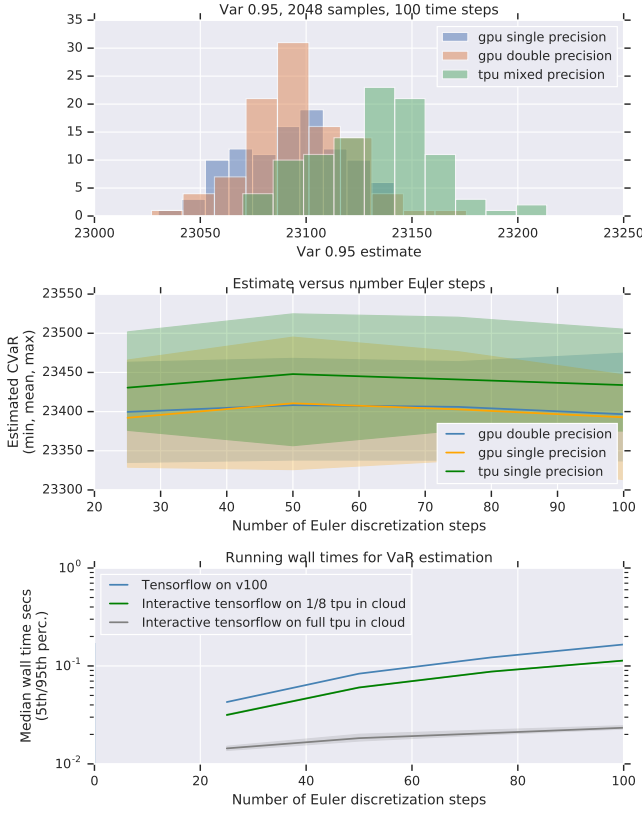 Var 0.95, 2048 samples, 100 time steps
35
30
25
20
15
10
5
0
gpu single precision
gpu double precision
tpu mixed precision
23000 23050 23100 23150 23200 23250
Var 0.95 estimate
Estimate versus number Euler steps
23550
23500
23450
23400
23350
23300
Estimated CVaR
(min, mean, max)
gpu double precision
gpu single precision
tpu single precision
20 30 40 50 60 70 80 90 100
Number of Euler discretization steps
Running wall times for VaR estimation
10^0
10^-1
10^-2
Median wall time secs
(5th/95th perc.)
Tensorflow on v100
Interactive tensorflow on 1/8 tpu in cloud
Interactive tensorflow on full tpu in cloud
0 20 40 60 80 100
Number of Euler discretization steps